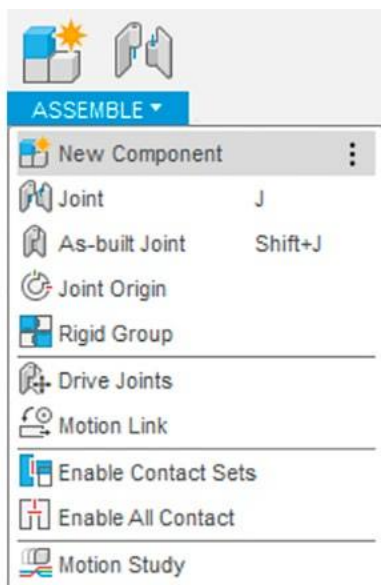 ASSEMBLE
New Component
Joint J
As-built Joint Shift+J
Joint Origin
Rigid Group
Drive Joints
Motion Link
Enable Contact Sets
Enable All Contact
Motion Study